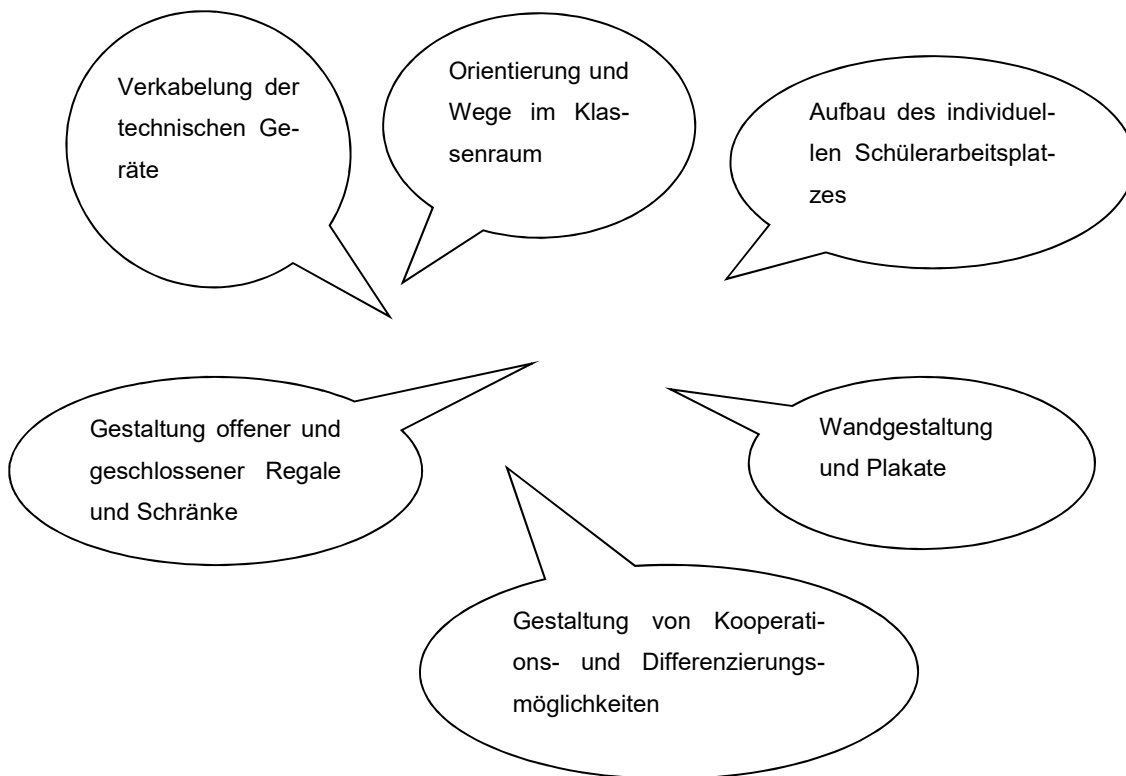 Verkabelung der
technischen Ge-
räte
Orientierung und
Wege im Klas-
senraum
Aufbau des individuel-
len Schülerarbeitsplat-
zes
Gestaltung offener und
geschlossener Regale
und Schränke
Wandgestaltung
und Plakate
Gestaltung von Kooperati-
ons- und Differenzierungs-
möglichkeiten